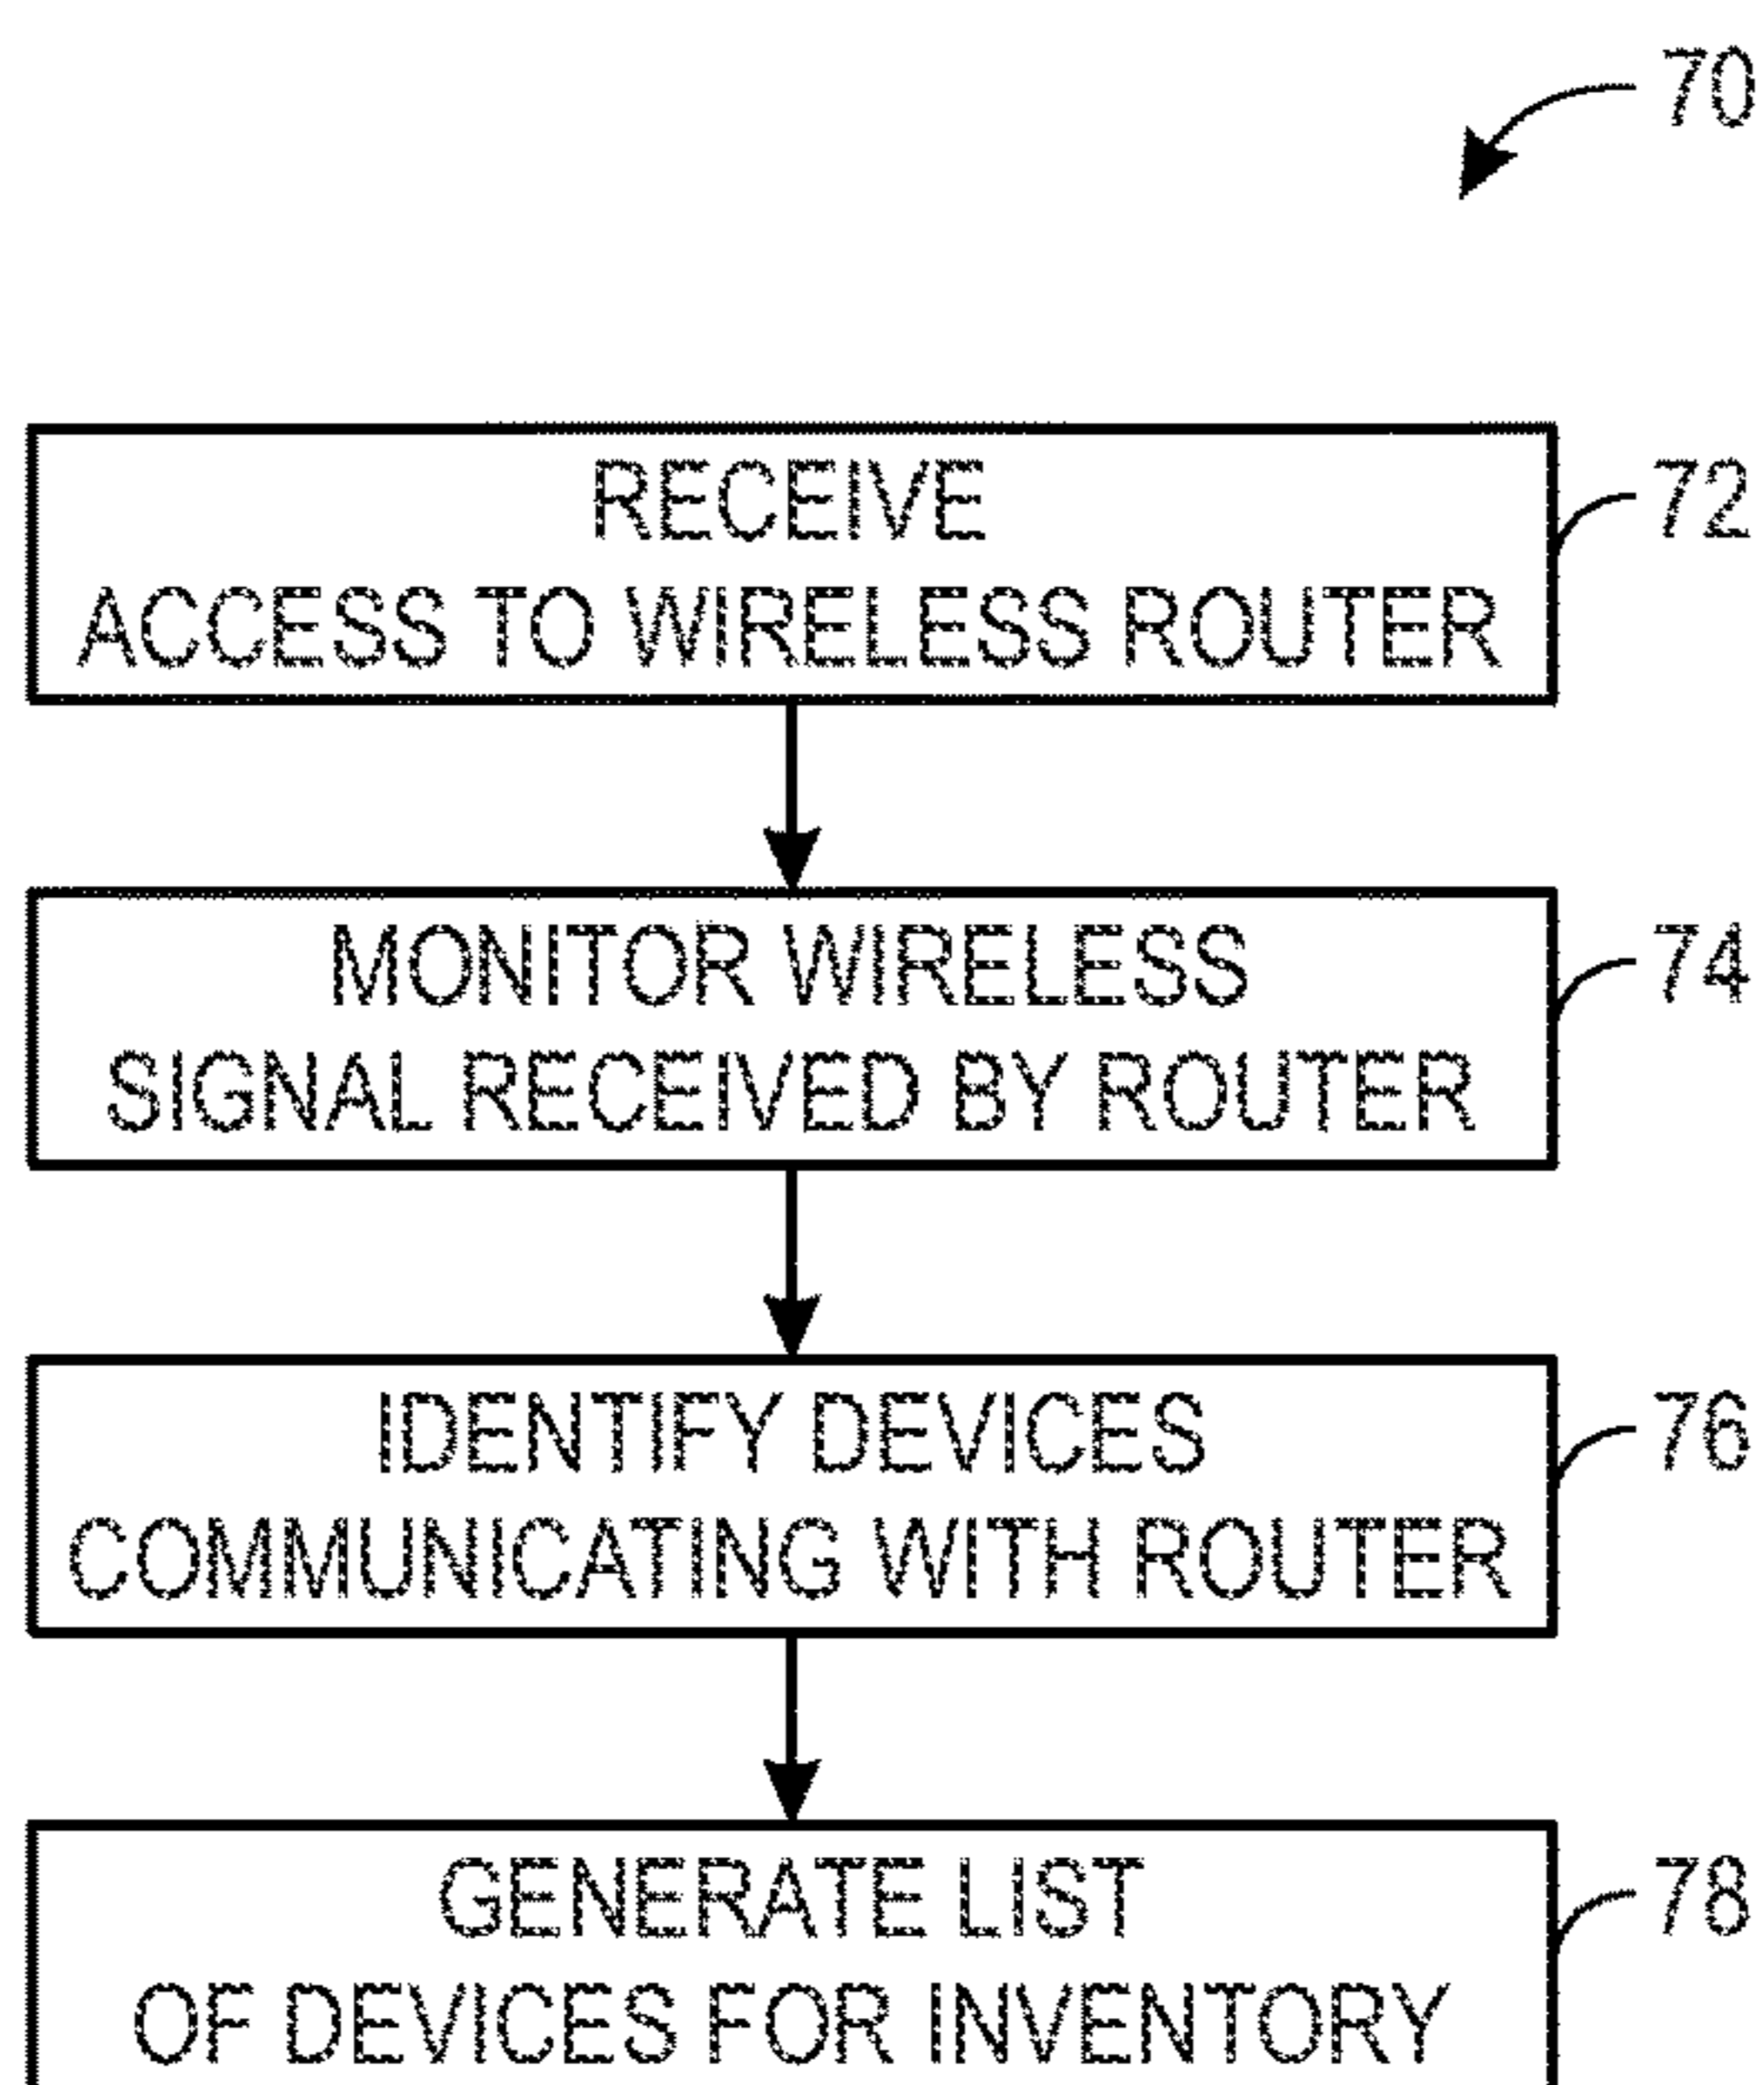 70
RECEIVE
ACCESS TO WIRELESS ROUTER
72
MONITOR WIRELESS
SIGNAL RECEIVED BY ROUTER
74
IDENTIFY DEVICES
COMMUNICATING WITH ROUTER
76
GENERATE LIST
OF DEVICES FOR INVENTORY
78